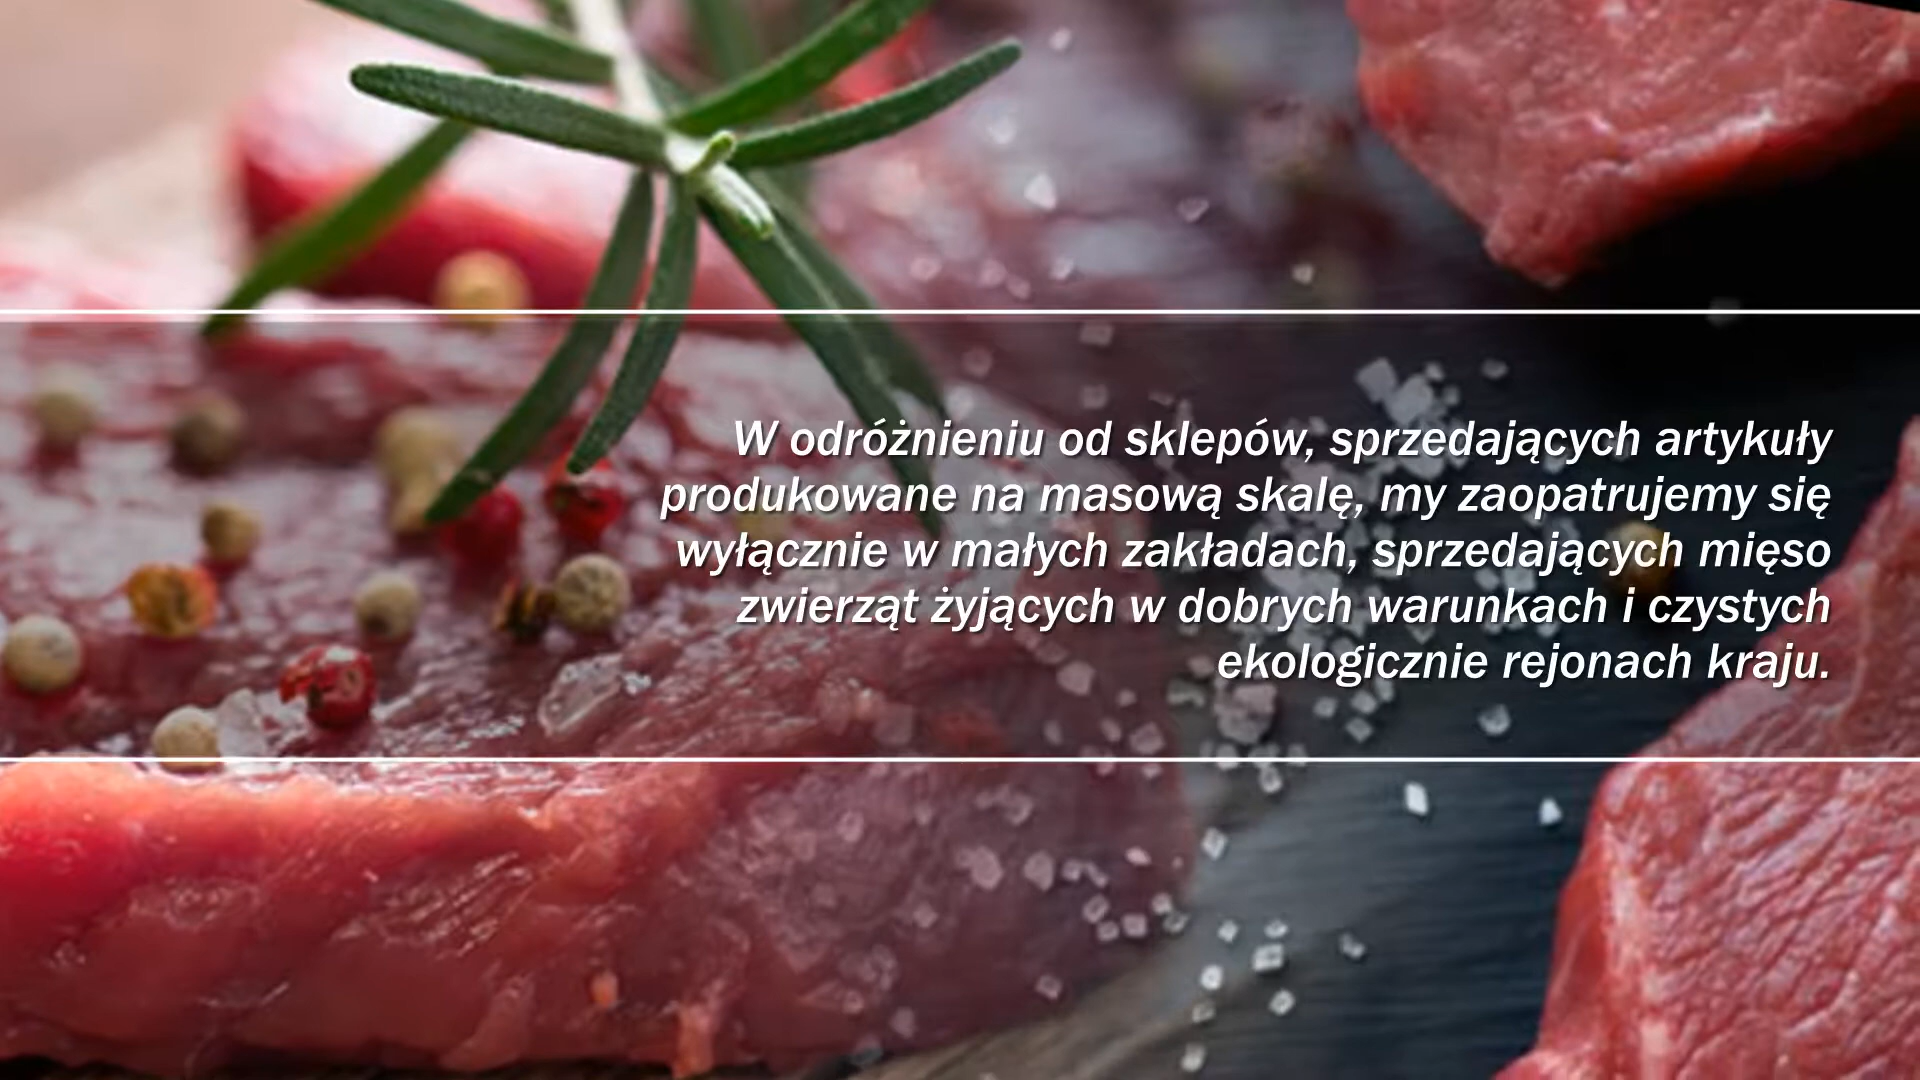 W odróżnieniu od sklepów, sprzedających artykuły
produkowane na masową skalę, my zaopatrujemy się
wyłącznie w małych zakładach, sprzedających mięso
zwierząt żyjących w dobrych warunkach i czystych
ekologicznie rejonach kraju.